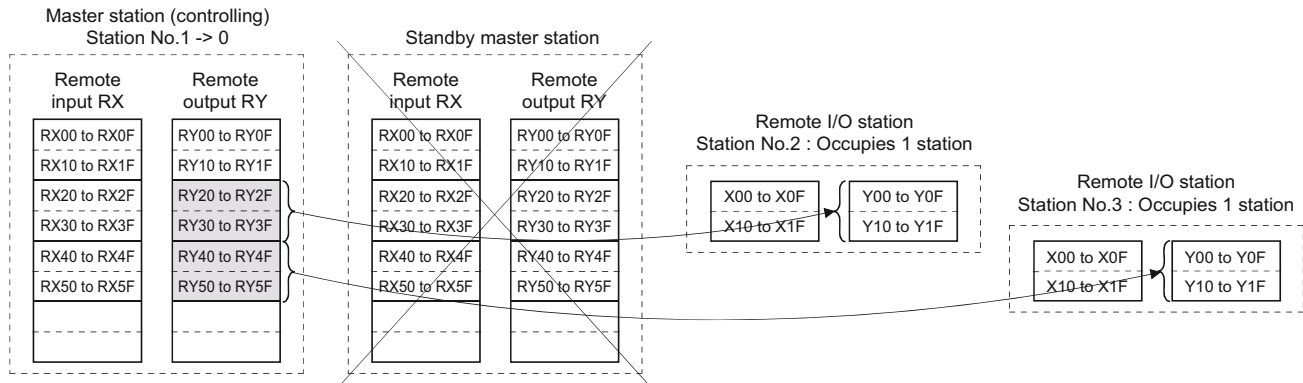 Master station (controlling)
Station No.1 -> 0
Remote
input RX
Remote
output RY
RX00 to RX0F
RX10 to RX1F
RX20 to RX2F
RX30 to RX3F
RX40 to RX4F
RX50 to RX5F
RY00 to RY0F
RY10 to RY1F
RY20 to RY2F
RY30 to RY3F
RY40 to RY4F
RY50 to RY5F
Standby master station
Remote
input RX
Remote
output RY
RX00 to RX0F
RX10 to RX1F
RX20 to RX2F
RX30 to RX3F
RX40 to RX4F
RX50 to RX5F
RY00 to RY0F
RY10 to RY1F
RY20 to RY2F
RY30 to RY3F
RY40 to RY4F
RY50 to RY5F
Remote I/O station
Station No.2 : Occupies 1 station
X00 to X0F
X10 to X1F
Y00 to Y0F
Y10 to Y1F
Remote I/O station
Station No.3 : Occupies 1 station
X00 to X0F
X10 to X1F
Y00 to Y0F
Y10 to Y1F